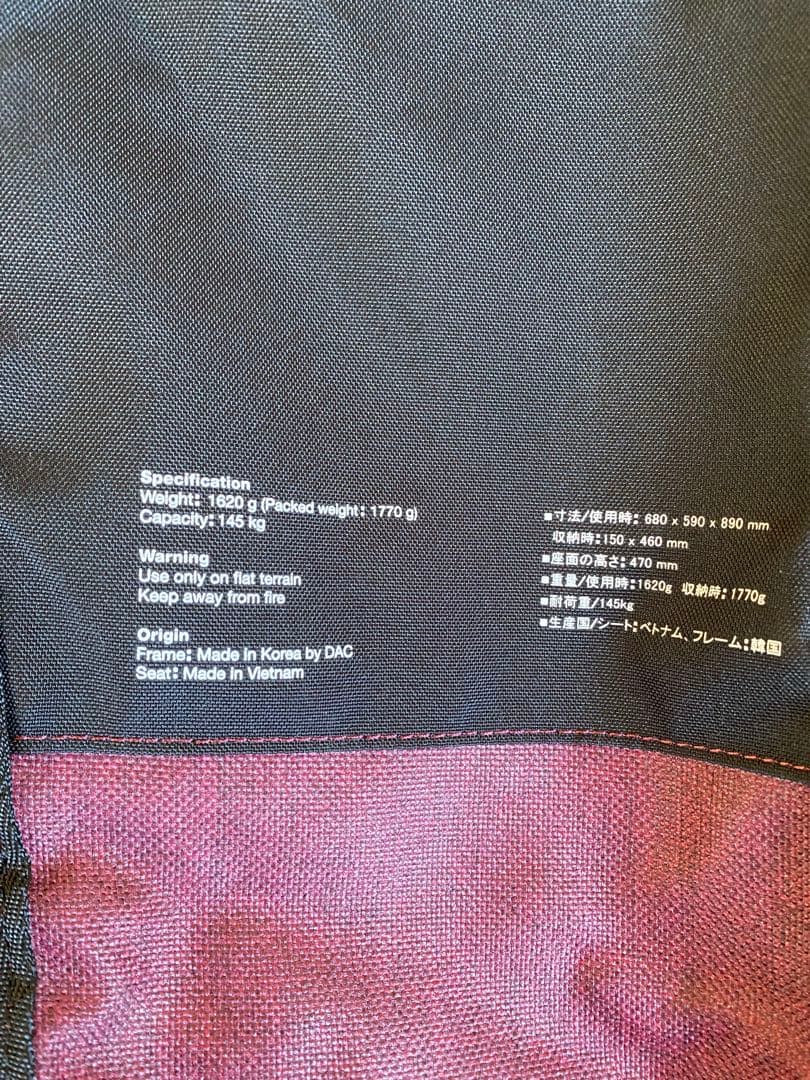 Specification
Weight: 1620 g (Packed weight: 1770 g)
Capacity: 145 kg
Warning
Use only on flat terrain
Keep away from fire
Origin
Frame: Made in Korea by DAC
Seat: Made in Vietnam
■寸法/使用時: 680 x 590 x 890 mm
収納時:150 x 460 mm
■座面の高さ: 470 mm
■重量/使用時:1620g 収納時: 1770g
■耐荷重/145kg
■生産国/シート:ベトナム、フレーム:韓国